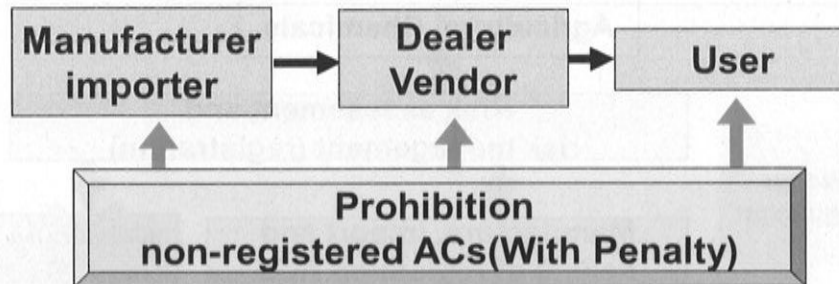 Manufacturer
importer
Dealer
Vendor
User
Prohibition
non-registered ACs(With Penalty)